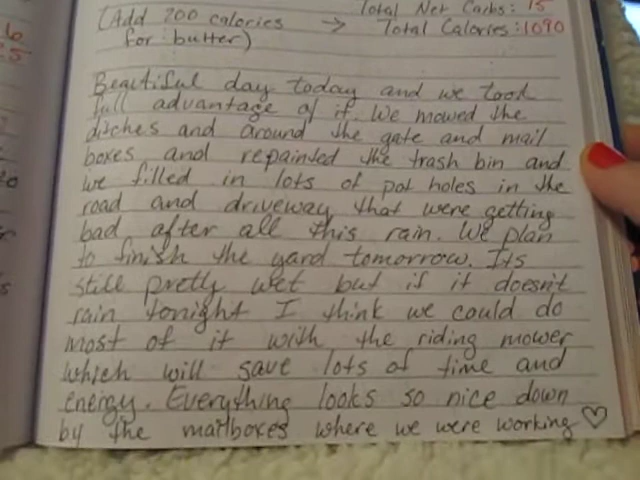 Total Net Carbs: 15
(Add 200 calories → Total Calories: 1090
for butter)
Beautiful day today and we took
full advantage of it. We mowed the
ditches and around the gate and mail
boxes and repainted the trash bin and
we filled in lots of pot holes in the
road and driveway that were getting
bad after all this rain. We plan
to finish the yard tomorrow. Its
still pretty wet but if it doesn't
rain tonight I think we could do
most of it with the riding mower
which will save lots of time and
energy. Everything looks so nice down
by the mailboxes where we were working ♡